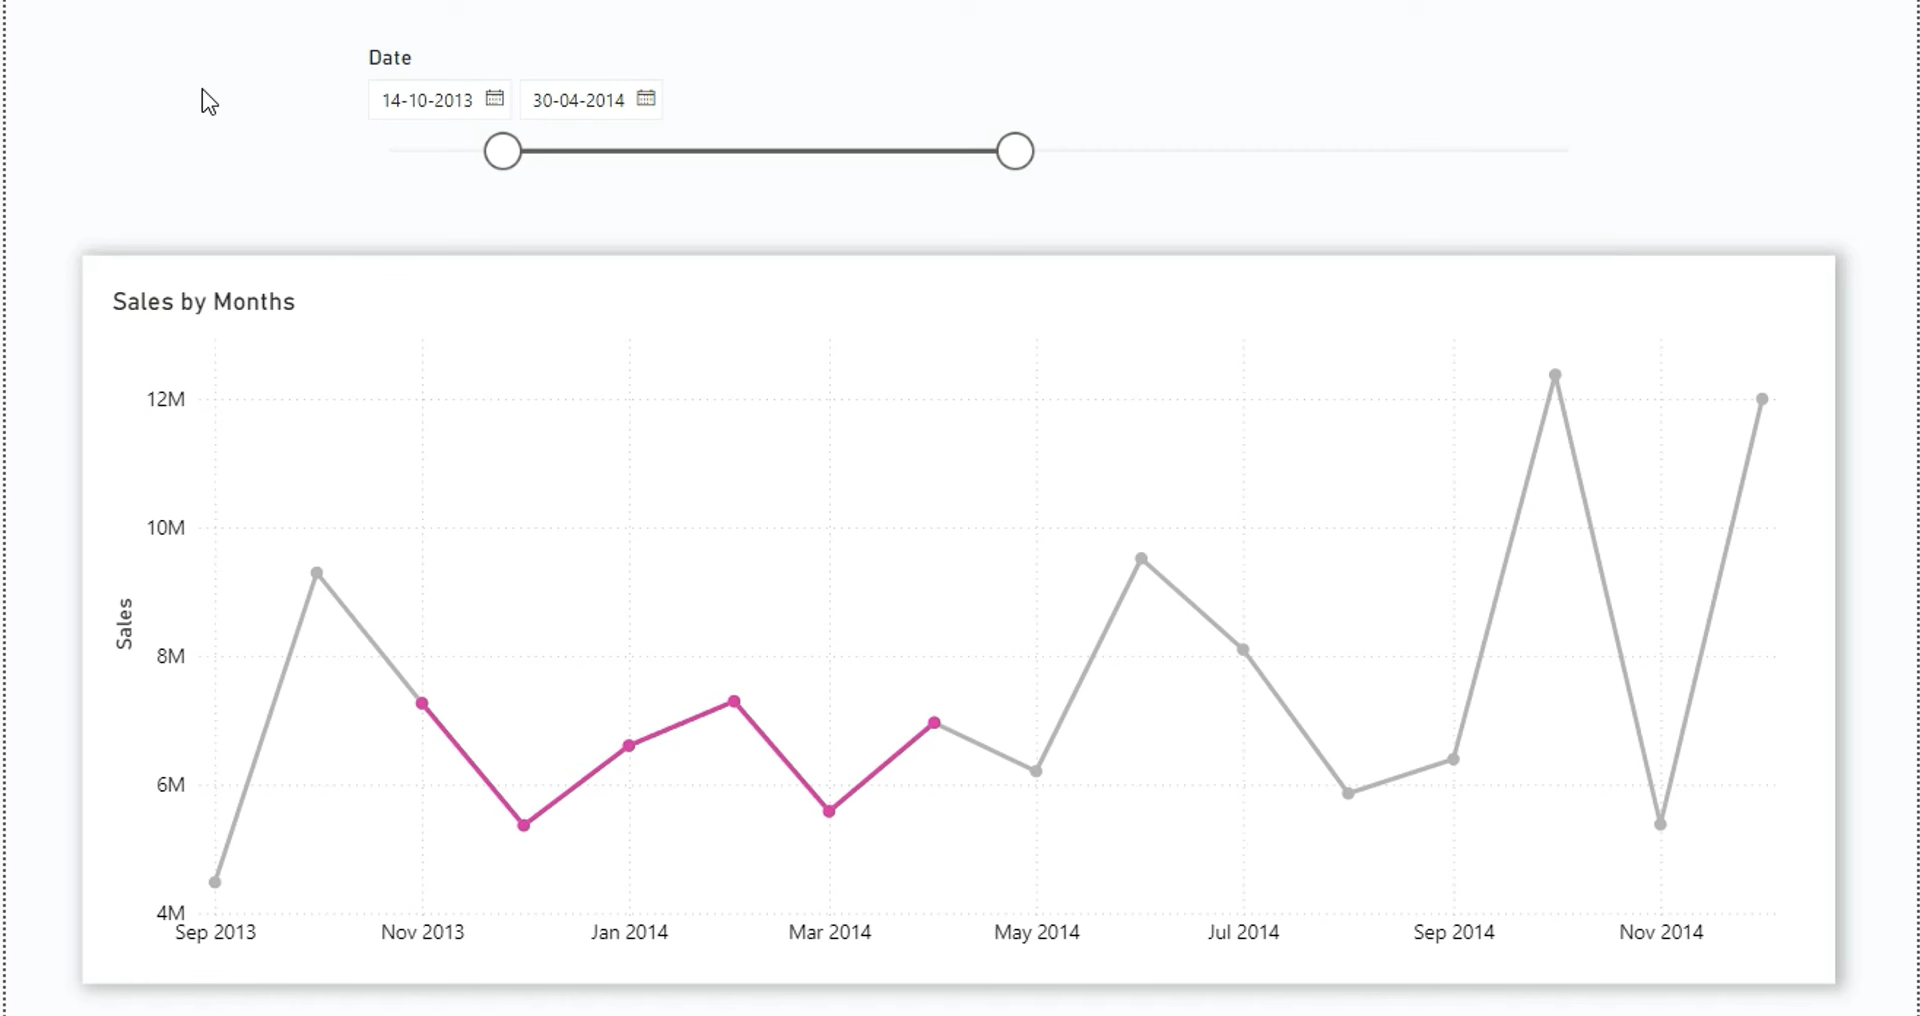 Date
14-10-2013 30-04-2014
Sales by Months
12M
10M
8M
6M
4M
Sales
Sep 2013 Nov 2013 Jan 2014 Mar 2014 May 2014 Jul 2014 Sep 2014 Nov 2014